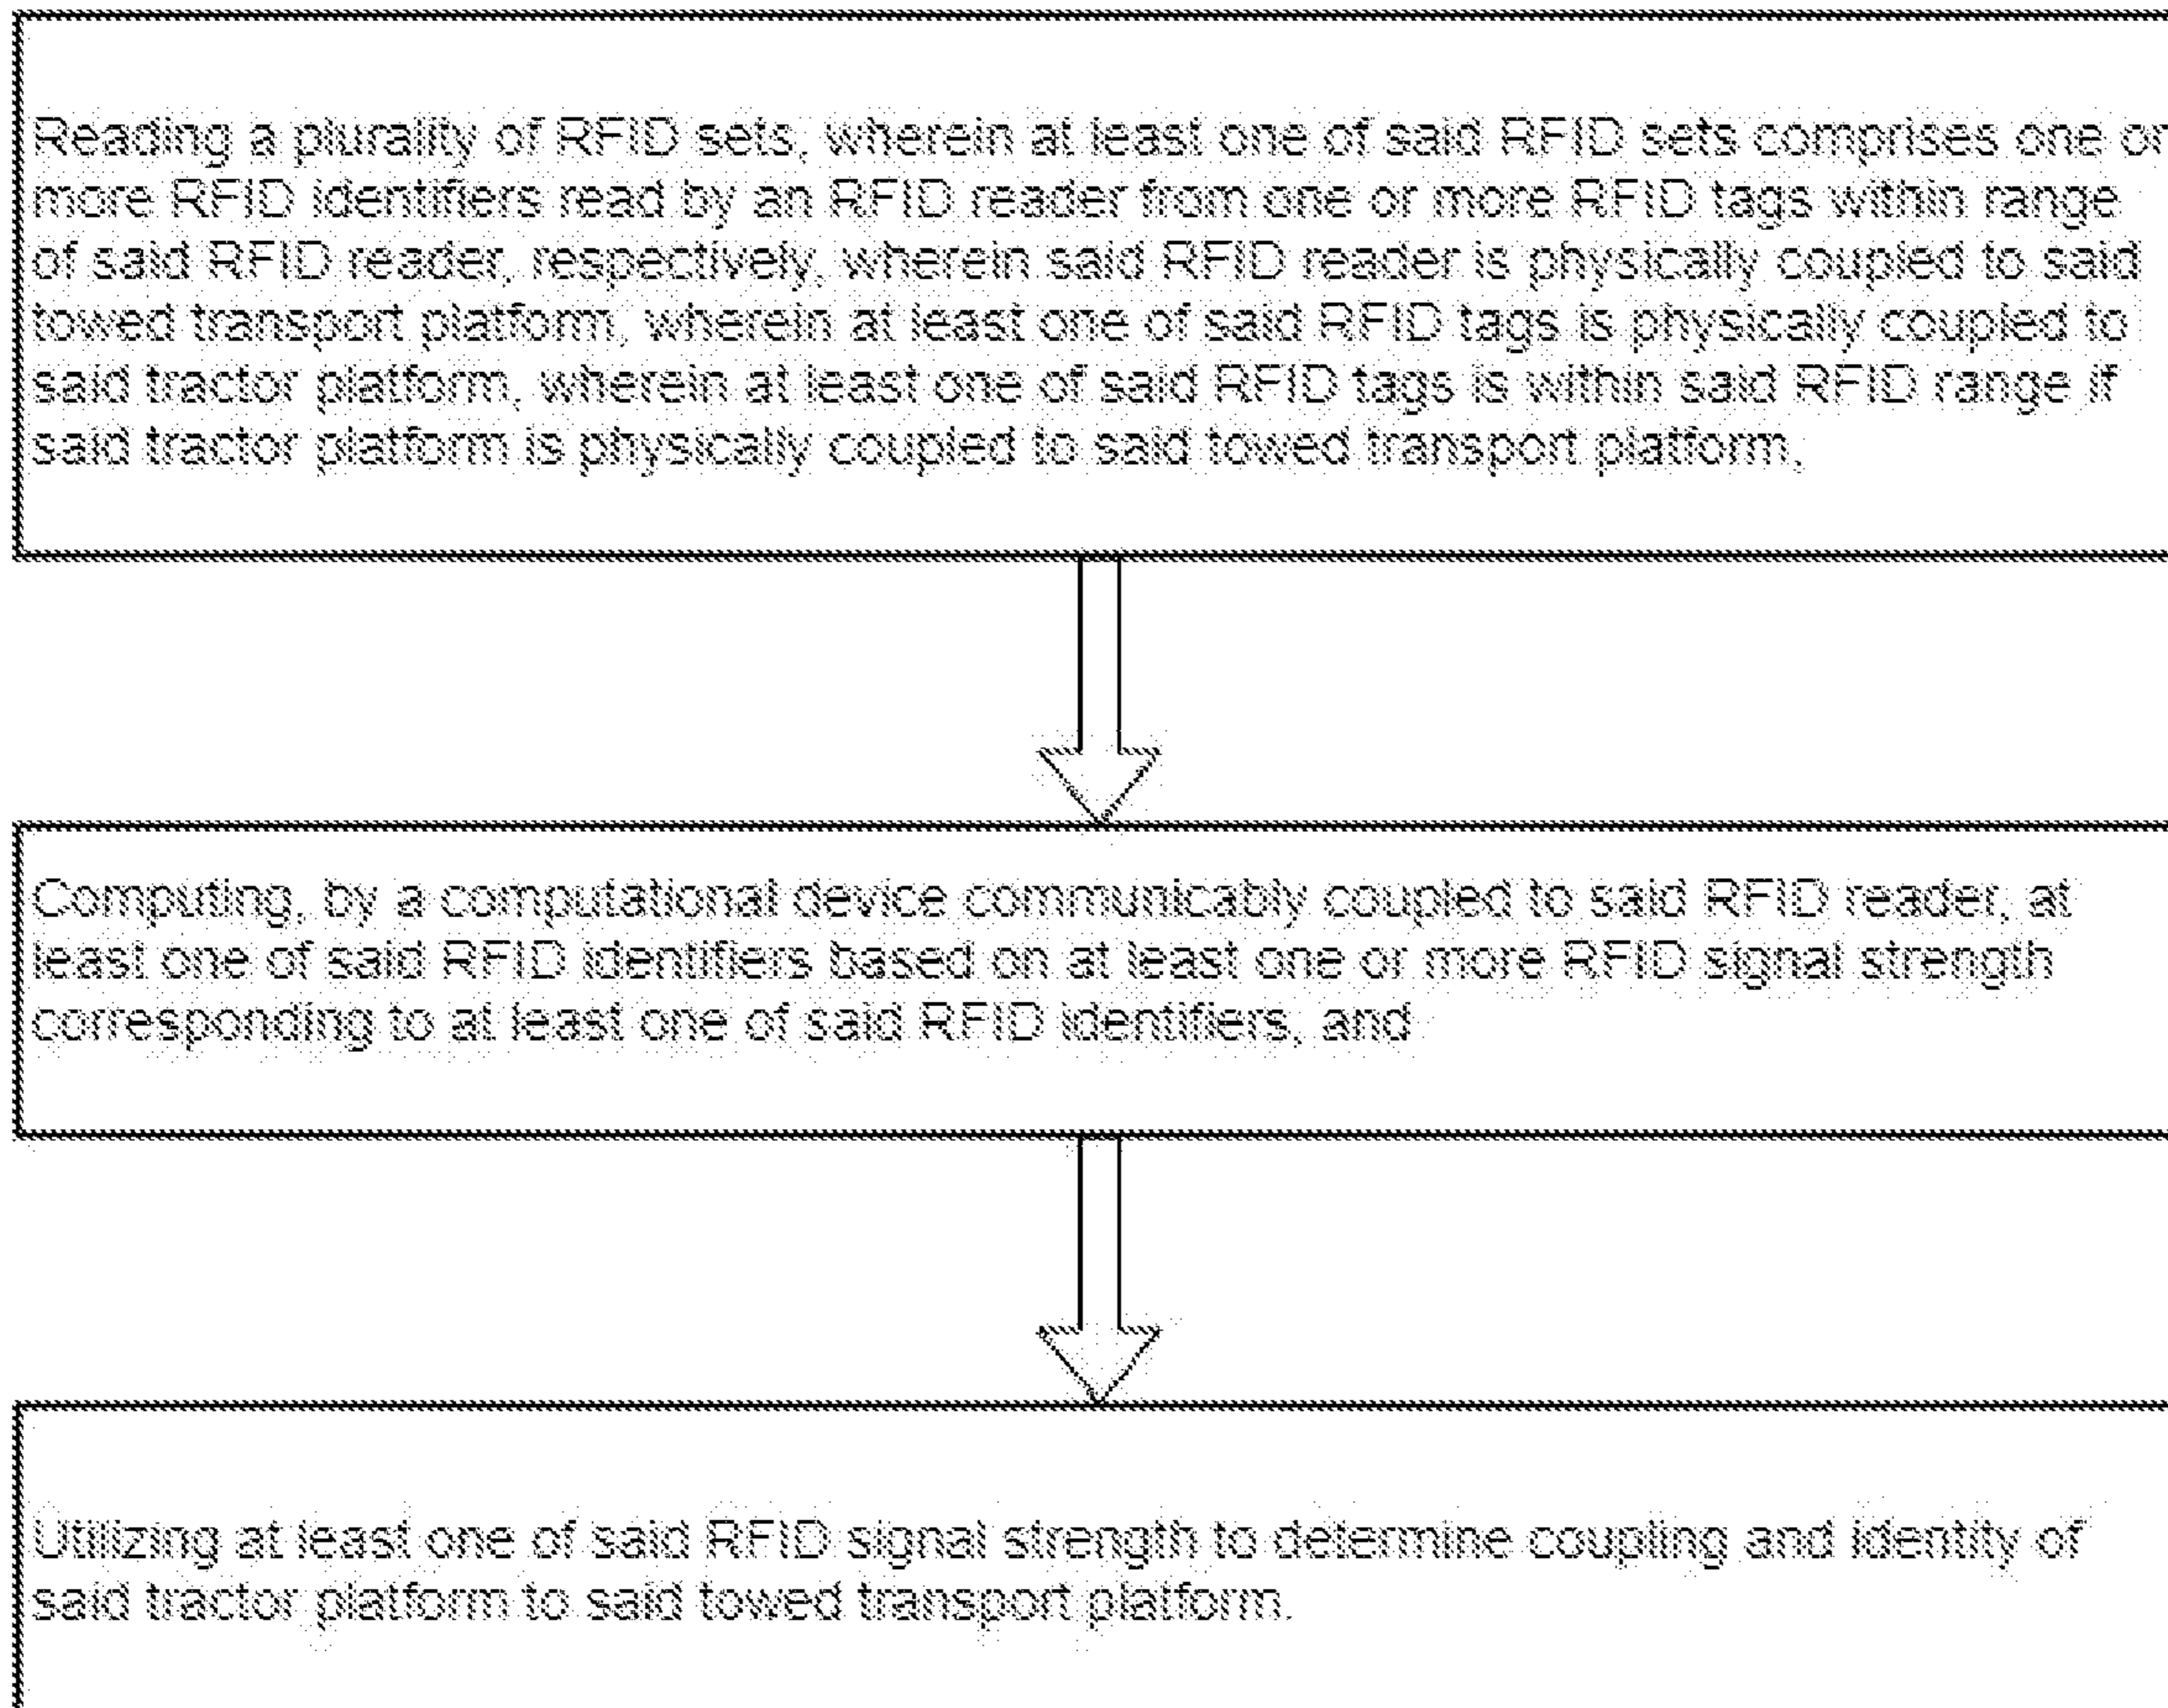 Reading a plurality of RFID sets, wherein at least one of said RFID sets comprises one or
more RFID identifiers read by an RFID reader from one or more RFID tags within range
of said RFID reader, respectively, wherein said RFID reader is physically coupled to said
towed transport platform, wherein at least one of said RFID tags is physically coupled to
said tractor platform, wherein at least one of said RFID tags is within said RFID range if
said tractor platform is physically coupled to said towed transport platform,
Computing, by a computational device communicably coupled to said RFID reader, at
least one of said RFID identifiers based on at least one or more RFID signal strength
corresponding to at least one of said RFID identifiers, and
Utilizing at least one of said RFID signal strength to determine coupling and identity of
said tractor platform to said towed transport platform.